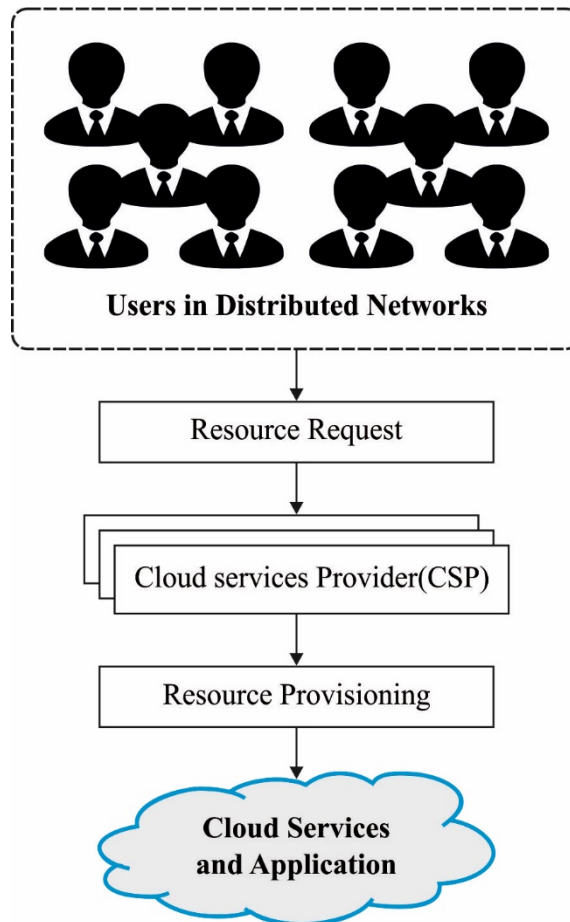 Users in Distributed Networks
Resource Request
Cloud services Provider(CSP)
Resource Provisioning
Cloud Services
and Application